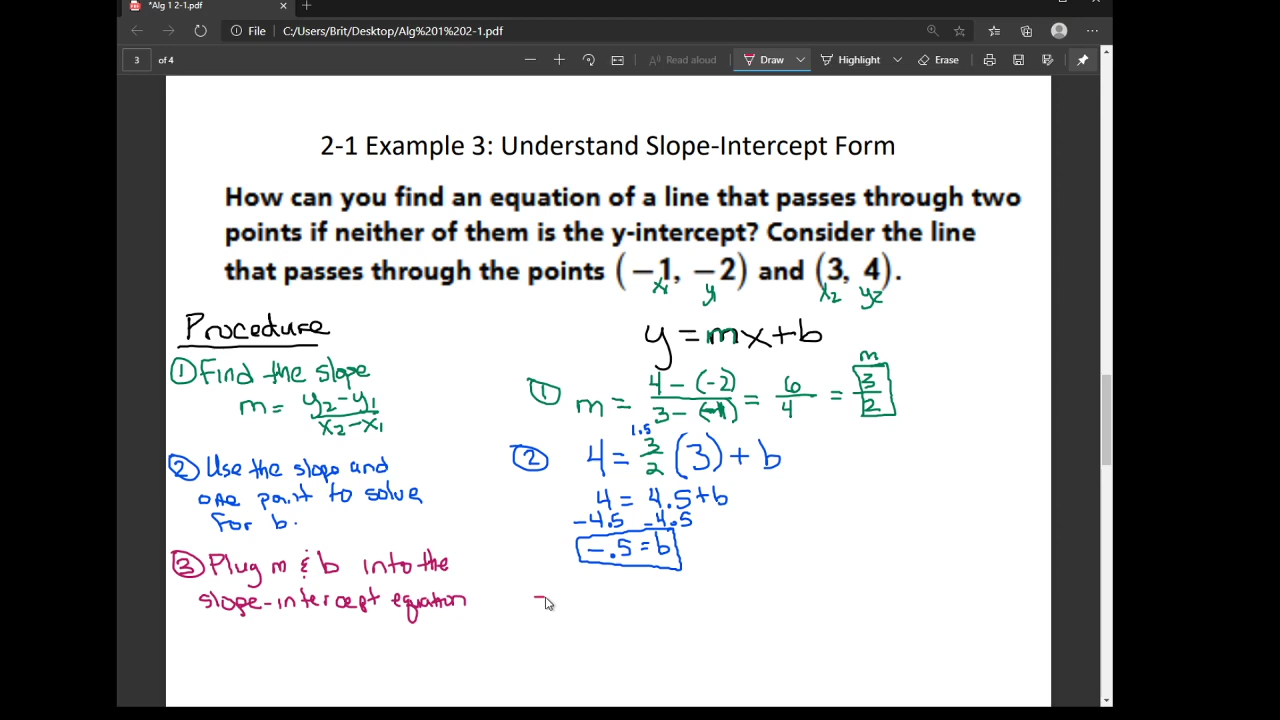 *Alg 1 2-1.pdf
File C:/Users/Brit/Desktop/Alg%201%202-1.pdf
3 of 4 Read aloud Draw Highlight Erase
2-1 Example 3: Understand Slope-Intercept Form
How can you find an equation of a line that passes through two
points if neither of them is the y-intercept? Consider the line
that passes through the points (−1, −2) and (3, 4).
x₁ y₁ x₂ y₂
Procedure
① Find the slope
m = y₂-y₁ / x₂-x₁
② Use the slope and
one point to solve
for b.
③ Plug m & b into the
slope-intercept equation
y = mx+b
① m = 4-(-2) / 3-(-1) = 6/4 = 3/2
m
1.5
② 4 = 3/2 (3) + b
4 = 4.5+b
-4.5 -4.5
-.5 = b